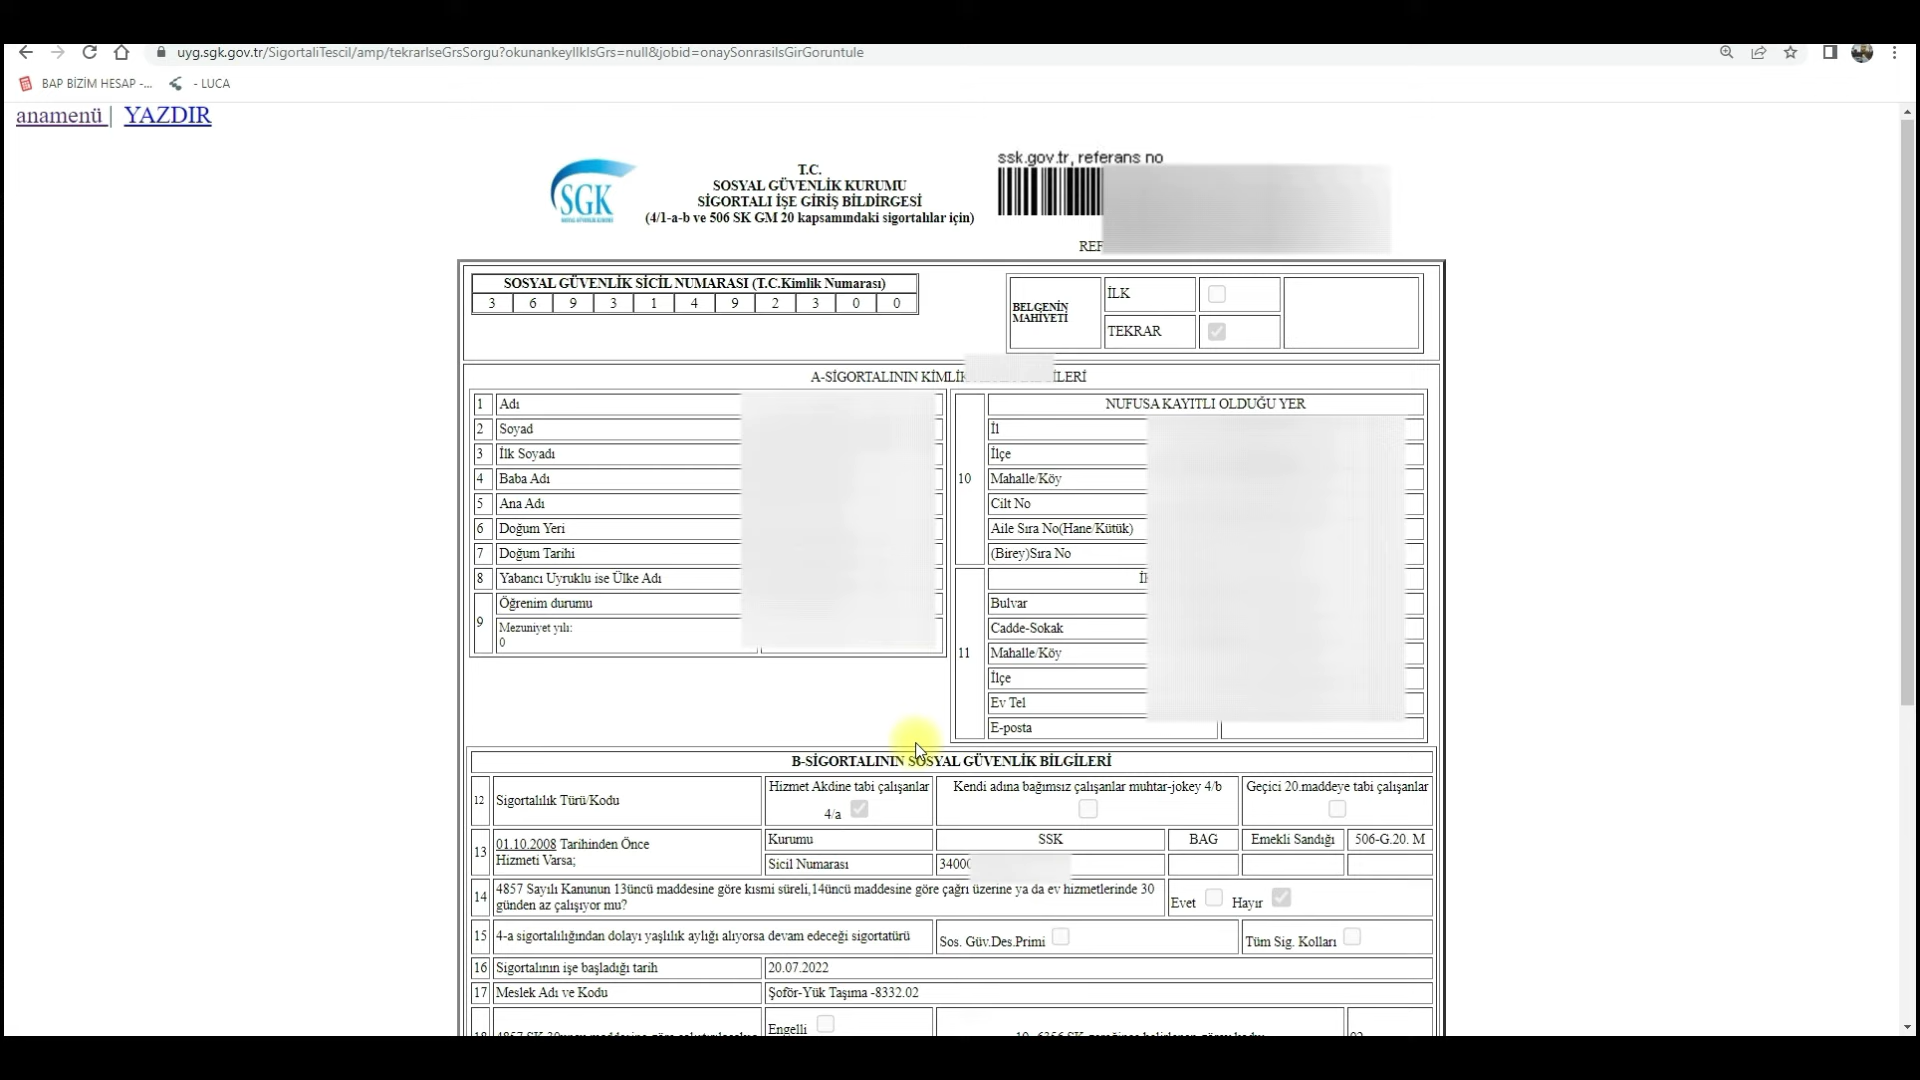 uyg.sgk.gov.tr/SigortaliTescil/amp/tekrarIseGrsSorgu?okunankeyIlkIsGrs=null&jobid=onaySonrasiIsGirGoruntule
BAP BİZİM HESAP -...
- LUCA
anamenü | YAZDIR
SGK
T.C.
SOSYAL GÜVENLİK KURUMU
SİGORTALI İŞE GİRİŞ BİLDİRGESİ
(4/1-a-b ve 506 SK GM 20 kapsamındaki sigortalılar için)
ssk.gov.tr, referans no
REF
SOSYAL GÜVENLİK SİCİL NUMARASI (T.C.Kimlik Numarası)
3 6 9 3 1 4 9 2 3 0 0
BELGENİN
MAHİYETİ
İLK
TEKRAR
A-SİGORTALININ KİMLİK
İLERİ
1 Adı
2 Soyad
3 İlk Soyadı
4 Baba Adı
5 Ana Adı
6 Doğum Yeri
7 Doğum Tarihi
8 Yabancı Uyruklu ise Ülke Adı
9 Öğrenim durumu
Mezuniyet yılı:
0
NUFUSA KAYITLI OLDUĞU YER
10
İl
İlçe
Mahalle/Köy
Cilt No
Aile Sıra No(Hane/Kütük)
(Birey)Sıra No
11
Bulvar
Cadde-Sokak
Mahalle/Köy
İlçe
Ev Tel
E-posta
B-SİGORTALININ SOSYAL GÜVENLİK BİLGİLERİ
12 Sigortalılık Türü/Kodu
Hizmet Akdine tabi çalışanlar
4/a
Kendi adına bağımsız çalışanlar muhtar-jokey 4/b
Geçici 20.maddeye tabi çalışanlar
13 01.10.2008 Tarihinden Önce
Hizmeti Varsa;
Kurumu SSK BAG Emekli Sandığı 506-G.20. M
Sicil Numarası 34000
14 4857 Sayılı Kanunun 13üncü maddesine göre kısmi süreli,14üncü maddesine göre çağrı üzerine ya da ev hizmetlerinde 30
günden az çalışıyor mu?
Evet Hayır
15 4-a sigortalılığından dolayı yaşlılık aylığı alıyorsa devam edeceği sigortatürü
Sos. Güv.Des.Primi
Tüm Sig. Kolları
16 Sigortalının işe başladığı tarih 20.07.2022
17 Meslek Adı ve Kodu Şoför-Yük Taşıma -8332.02
Engelli